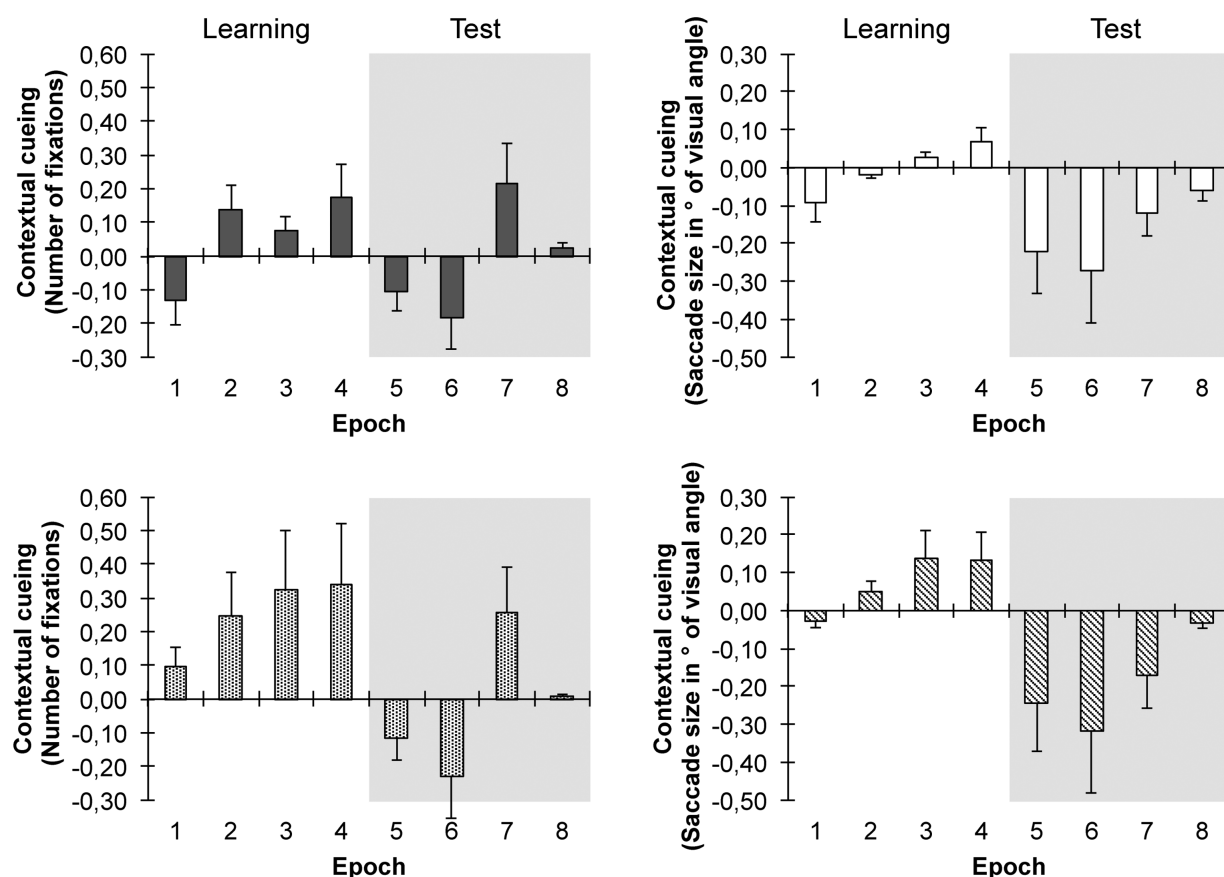 Learning Test
Contextual cueing
(Number of fixations)
0,60
0,50
0,40
0,30
0,20
0,10
0,00
-0,10
-0,20
-0,30
1 2 3 4 5 6 7 8
Epoch
Learning Test
Contextual cueing
(Saccade size in ° of visual angle)
0,30
0,20
0,10
0,00
-0,10
-0,20
-0,30
-0,40
-0,50
1 2 3 4 5 6 7 8
Epoch
Contextual cueing
(Number of fixations)
0,60
0,50
0,40
0,30
0,20
0,10
0,00
-0,10
-0,20
-0,30
1 2 3 4 5 6 7 8
Epoch
Contextual cueing
(Saccade size in ° of visual angle)
0,30
0,20
0,10
0,00
-0,10
-0,20
-0,30
-0,40
-0,50
1 2 3 4 5 6 7 8
Epoch